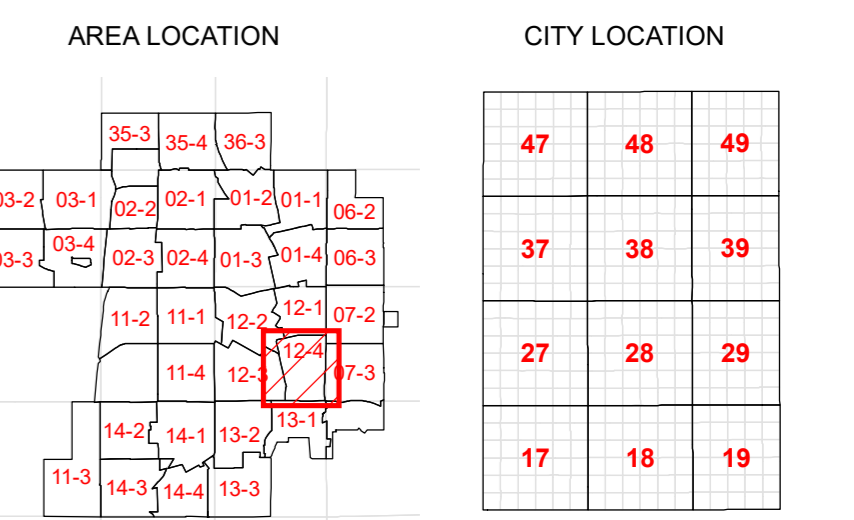 AREA LOCATION
CITY LOCATION
35-3 35-4 36-3
03-2 03-1 02-2 02-1 01-2 01-1 06-2
03-3 03-4 02-3 02-4 01-3 01-4 06-3
11-2 11-1 12-2 12-1 07-2
11-4 12-3 12-4 07-3
14-2 14-1 13-2 13-1
11-3 14-3 14-4 13-3
47 48 49
37 38 39
27 28 29
17 18 19